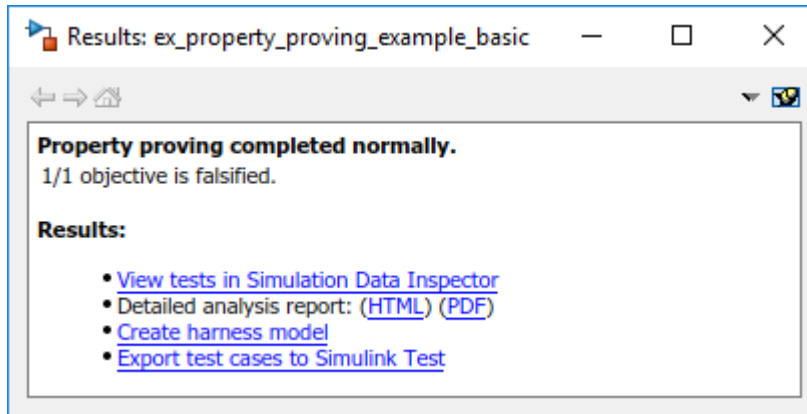 Results: ex_property_proving_example_basic
Property proving completed normally.
1/1 objective is falsified.
Results:
• View tests in Simulation Data Inspector
• Detailed analysis report: (HTML) (PDF)
• Create harness model
• Export test cases to Simulink Test